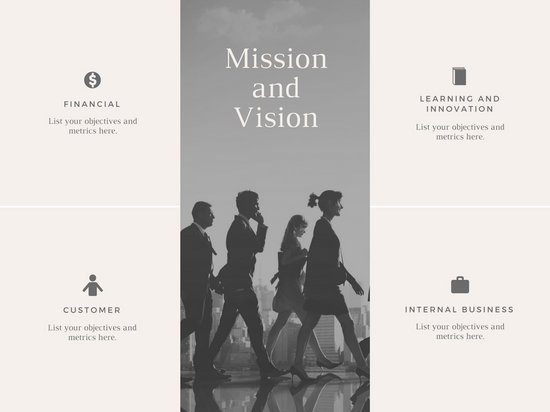 Mission
and
Vision
FINANCIAL
List your objectives and
metrics here.
LEARNING AND
INNOVATION
List your objectives and
metrics here.
CUSTOMER
List your objectives and
metrics here.
INTERNAL BUSINESS
List your objectives and
metrics here.